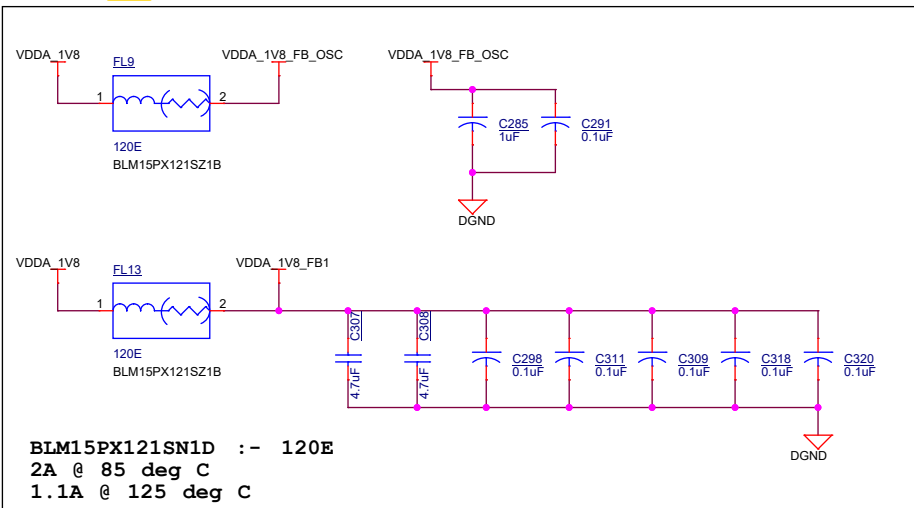 VDDA_1V8
FL9
VDDA_1V8_FB_OSC
1
2
120E
BLM15PX121SZ1B
VDDA_1V8_FB_OSC
C285
1uF
C291
0.1uF
DGND
VDDA_1V8
FL13
VDDA_1V8_FB1
1
2
120E
BLM15PX121SZ1B
C307
4.7uF
C308
4.7uF
C298
0.1uF
C311
0.1uF
C309
0.1uF
C318
0.1uF
C320
0.1uF
DGND
BLM15PX121SN1D :- 120E
2A @ 85 deg C
1.1A @ 125 deg C